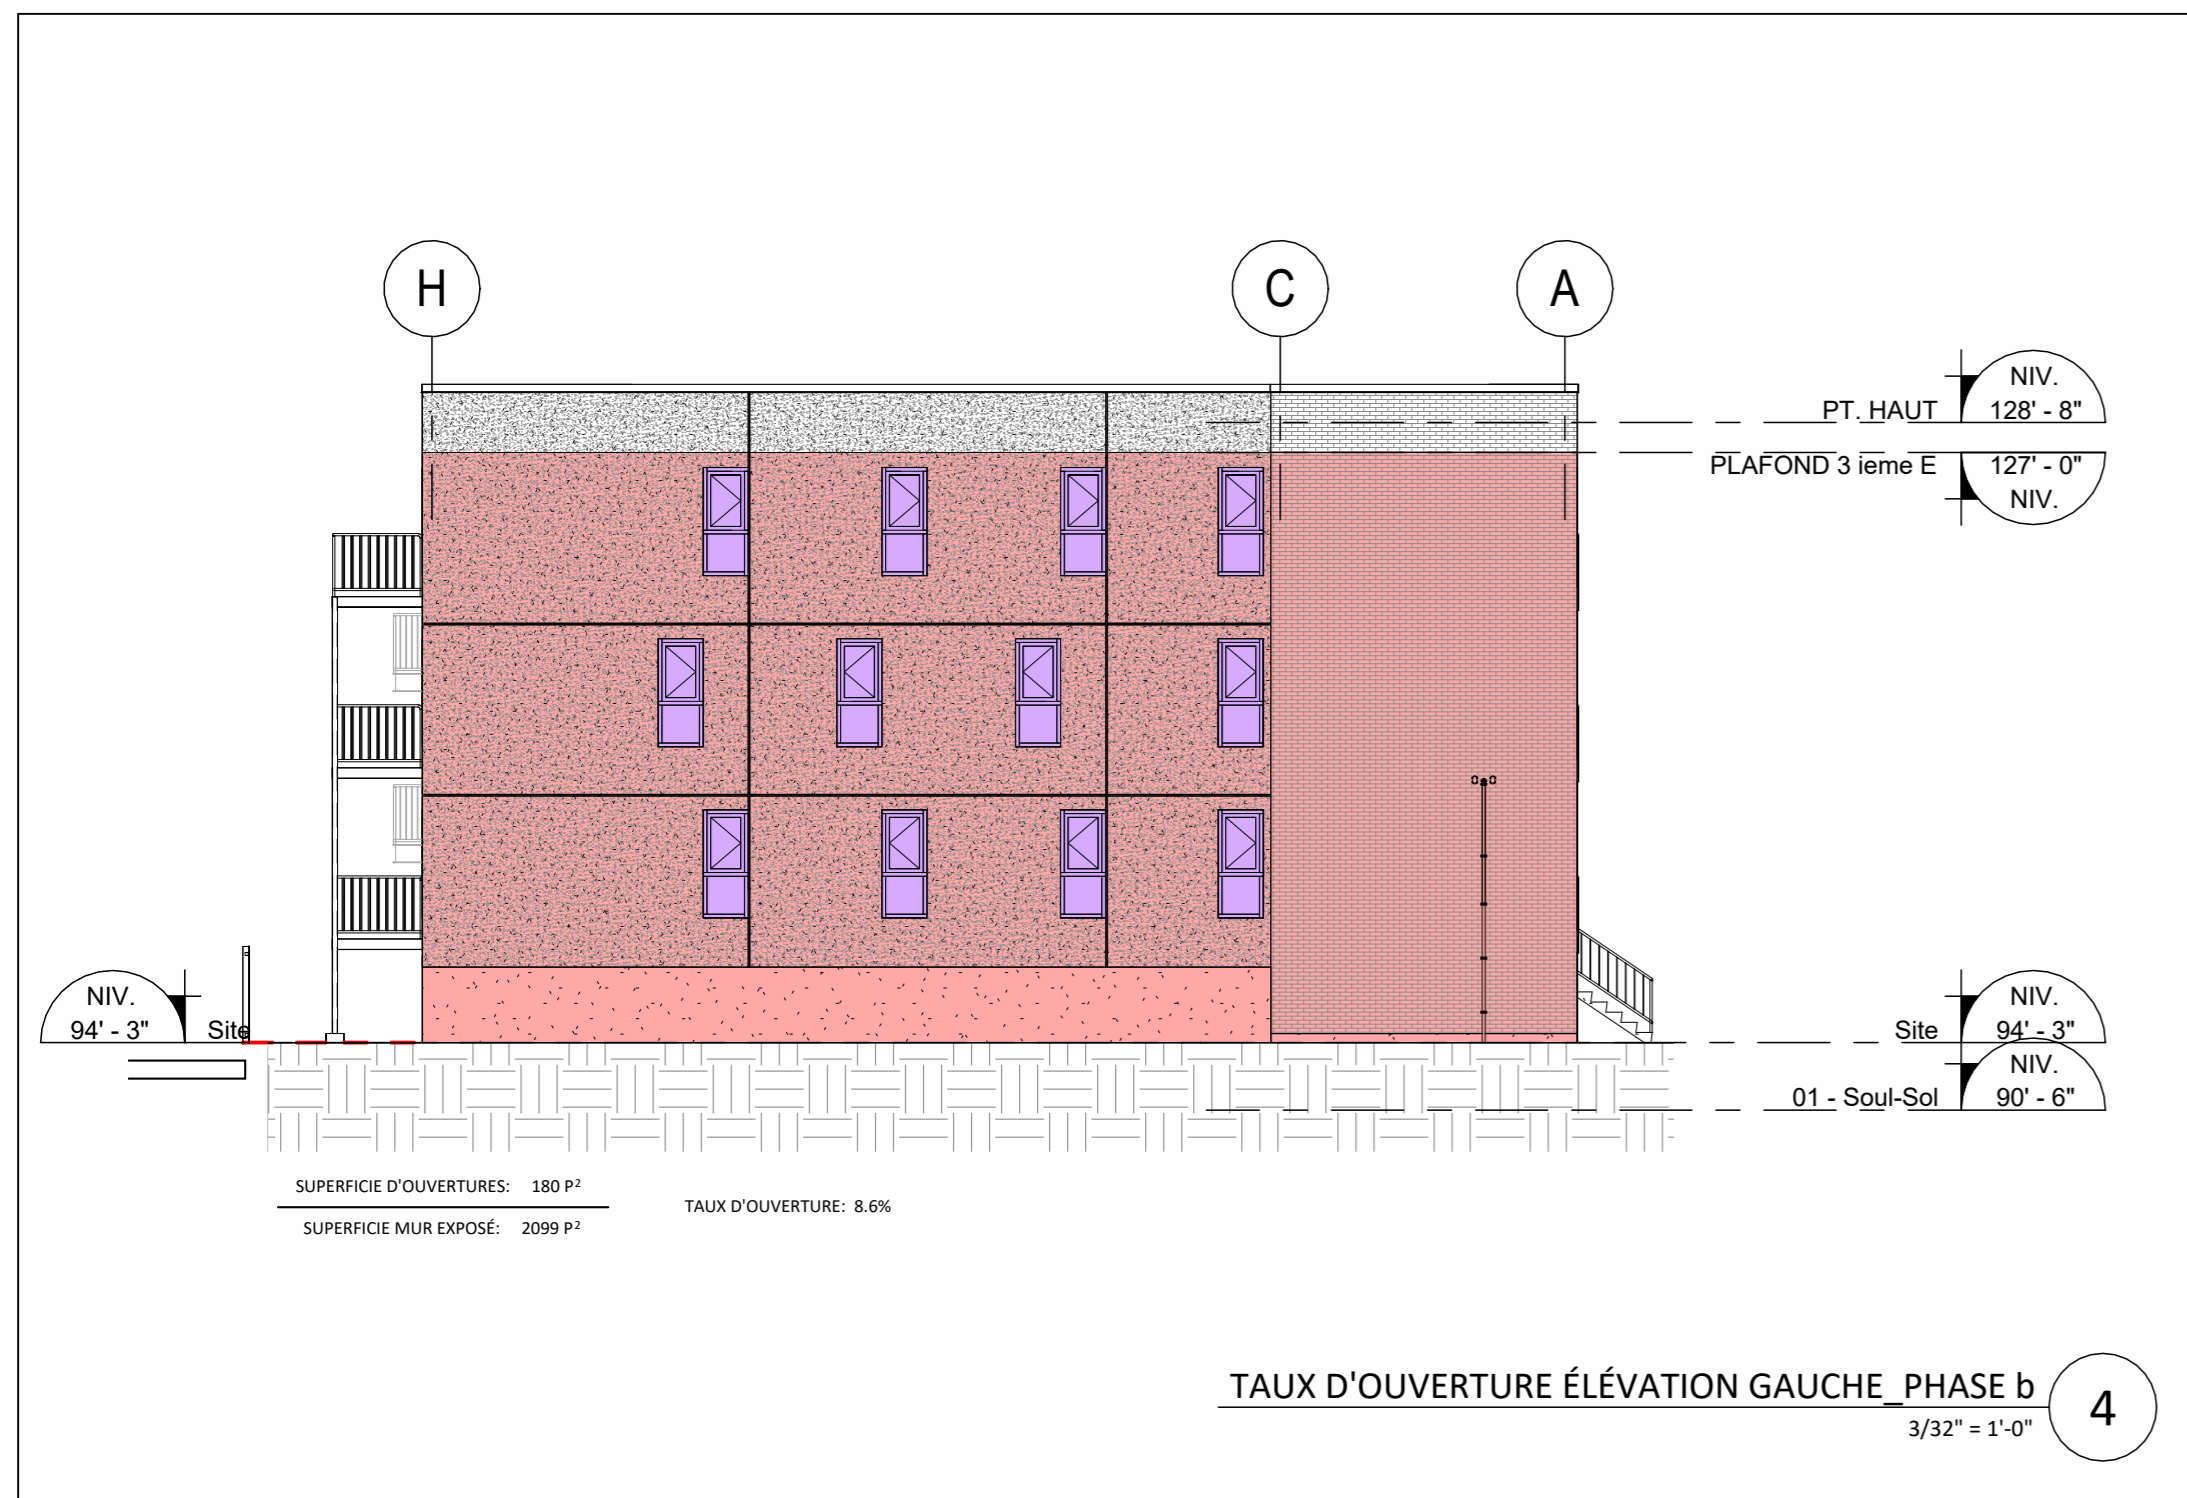 H
C
A
NIV.
PT. HAUT 128' - 8"
PLAFOND 3 ieme E 127' - 0"
NIV.
NIV.
94' - 3" Site
NIV.
Site 94' - 3"
NIV.
01 - Soul-Sol 90' - 6"
SUPERFICIE D'OUVERTURES: 180 P²
SUPERFICIE MUR EXPOSÉ: 2099 P²
TAUX D'OUVERTURE: 8.6%
TAUX D'OUVERTURE ÉLÉVATION GAUCHE_PHASE b
3/32" = 1'-0"
4